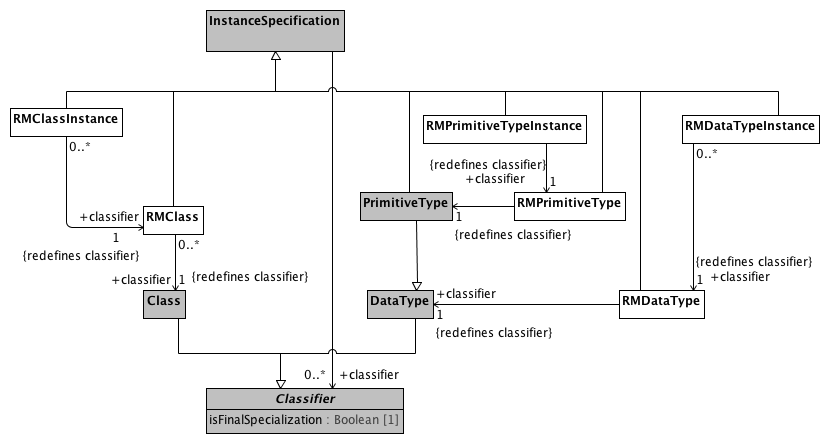 InstanceSpecification
RMClassInstance
RMPrimitiveTypeInstance
RMDataTypeInstance
0..*
0..*
{redefines classifier}
+classifier
1
PrimitiveType
RMPrimitiveType
+classifier
RMClass
1
1
{redefines classifier}
0..*
{redefines classifier}
{redefines classifier}
+classifier
1
{redefines classifier}
+classifier
1
Class
DataType
+classifier
RMDataType
1
{redefines classifier}
0..*
+classifier
Classifier
isFinalSpecialization : Boolean [1]